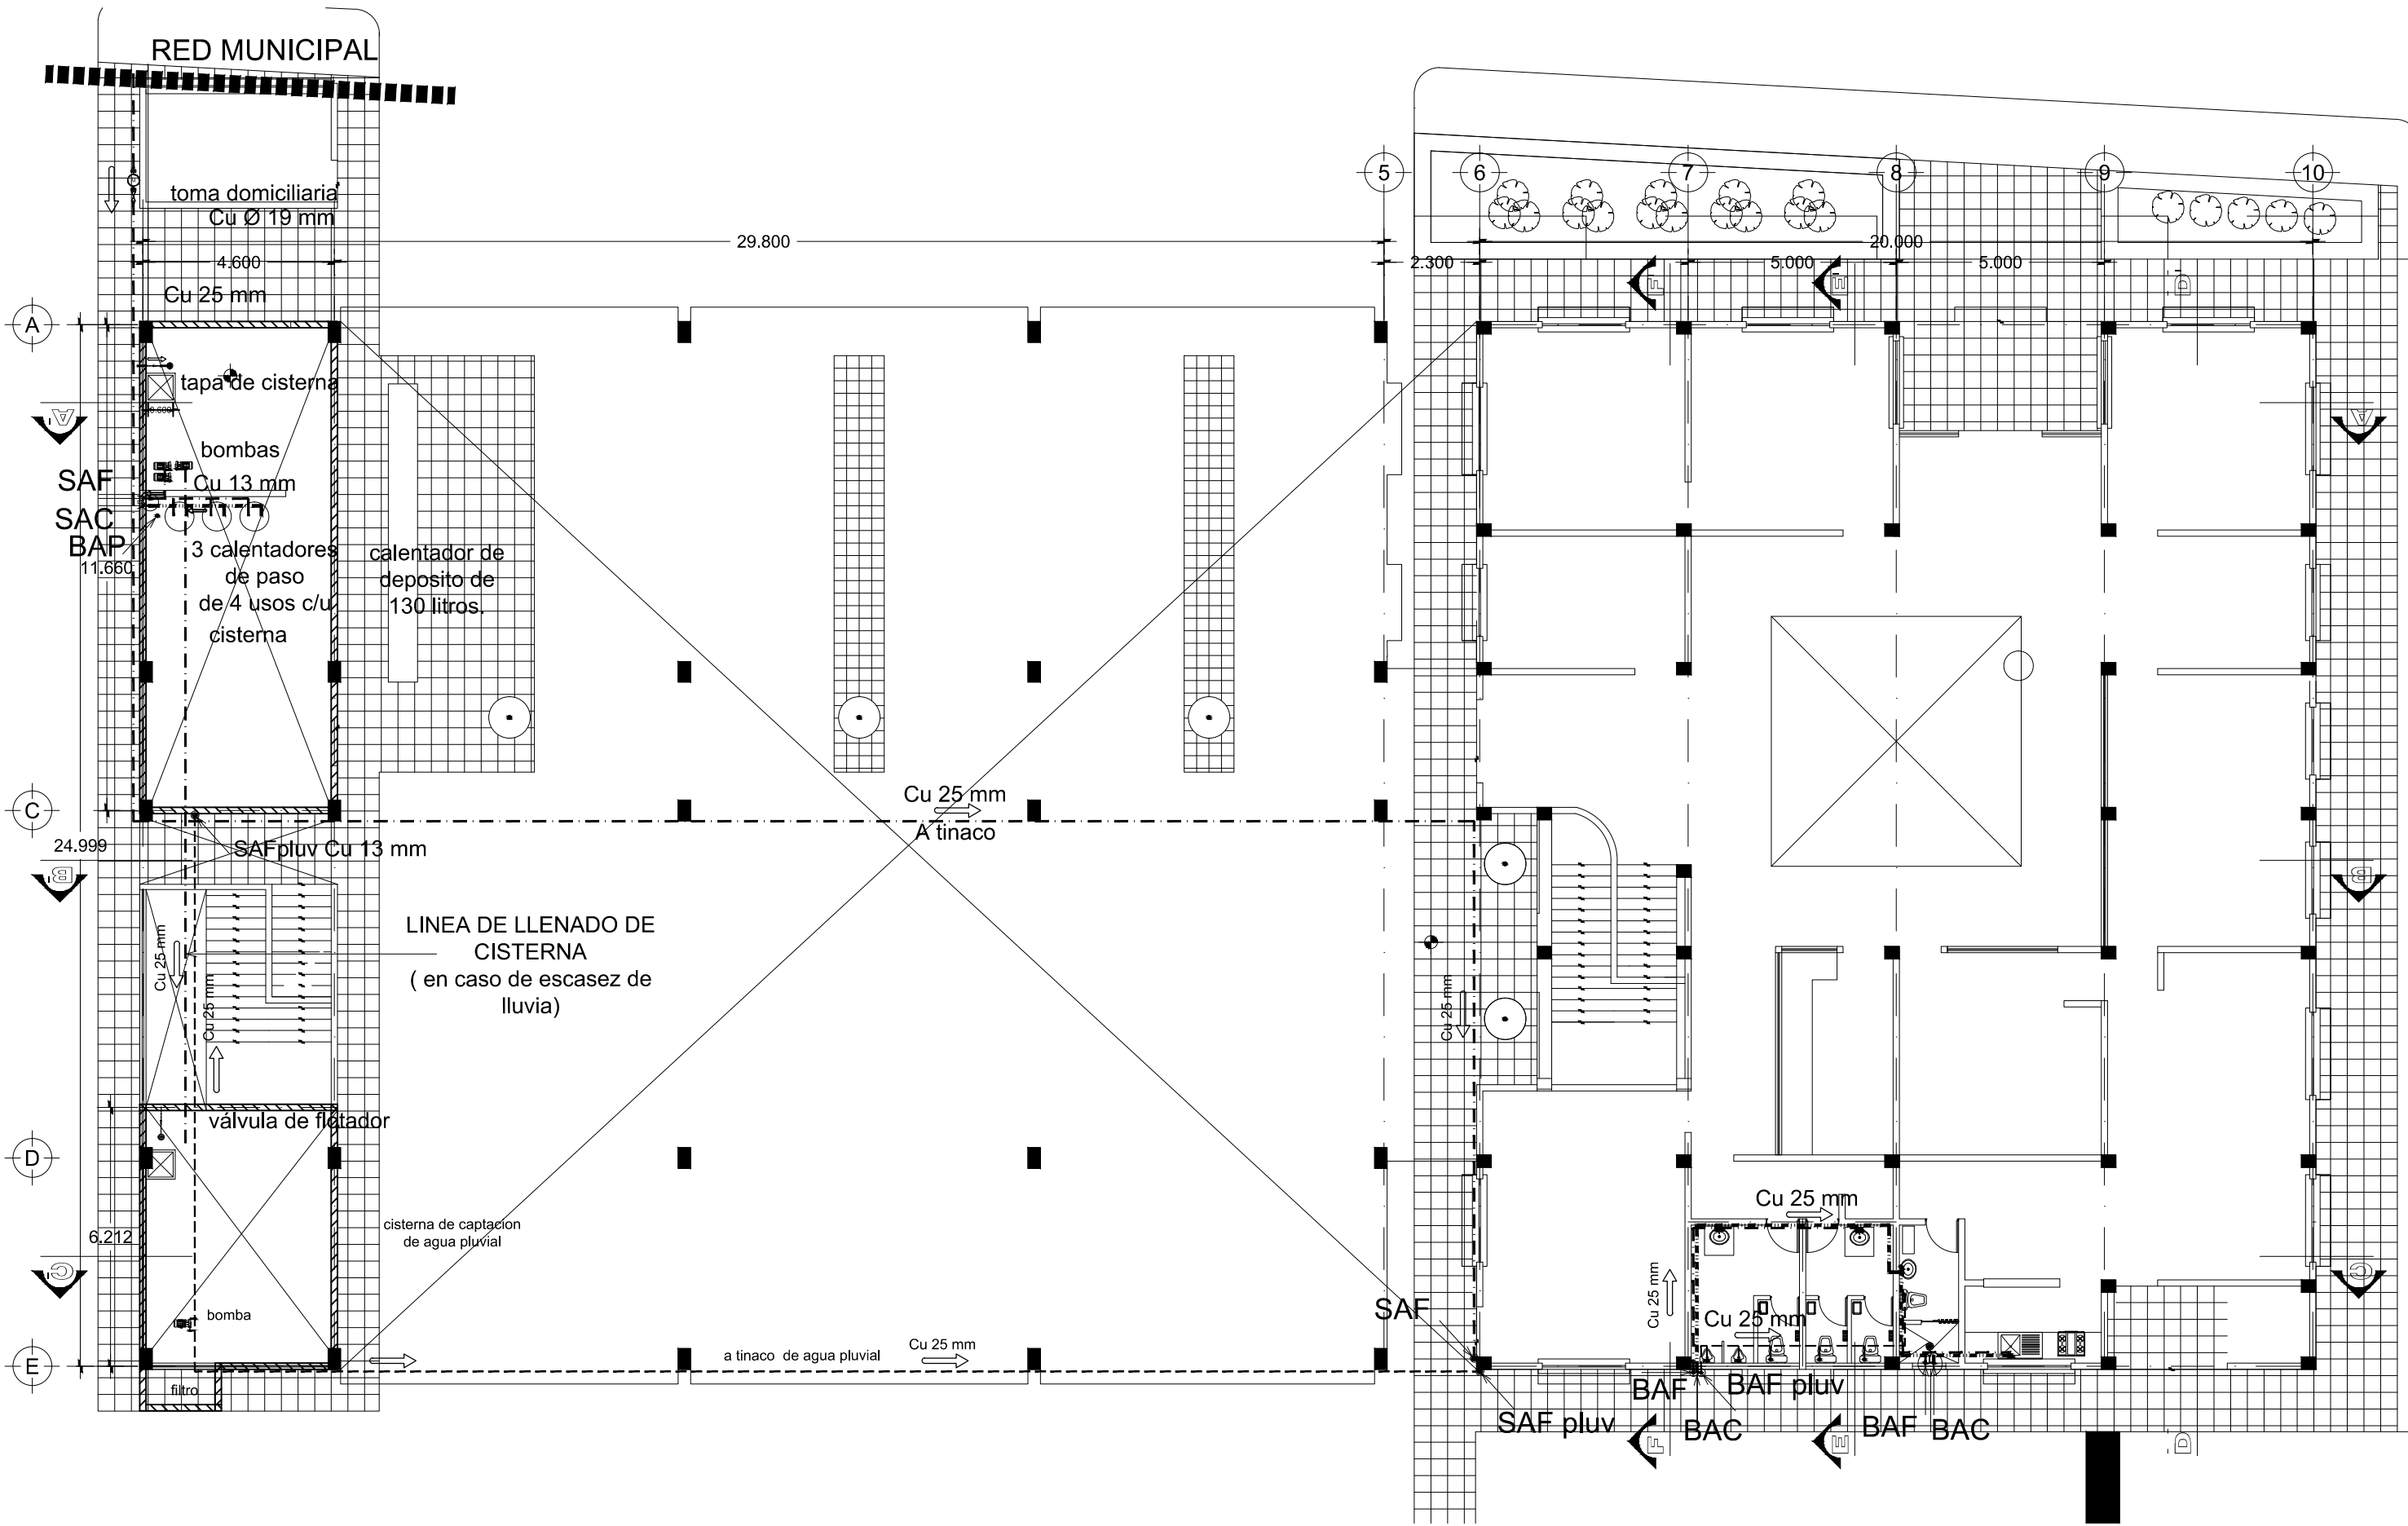 RED MUNICIPAL
toma domiciliaria
Cu Ø 19 mm
5
6
7
8
9
10
29.800
20.000
4.600
2.300
5.000
5.000
F'
E'
D'
Cu 25 mm
A
tapa de cisterna
0.600
A'
A
bombas
SAF
Cu 13 mm
SAC
BAP
11.660
3 calentadores
de paso
de 4 usos c/u
calentador de
deposito de
130 litros.
cisterna
Cu 25 mm
A tinaco
C
SAFpluv Cu 13 mm
24.999
B'
B
LINEA DE LLENADO DE
CISTERNA
( en caso de escasez de
lluvia)
Cu 25 mm
Cu 25 mm
Cu 25 mm
válvula de flotador
D
Cu 25 mm
cisterna de captacion
de agua pluvial
6.212
C'
C
Cu 25 mm
Cu 25 mm
SAF
bomba
a tinaco de agua pluvial
Cu 25 mm
E
filtro
BAF
BAF pluv
SAF pluv
BAC
BAF
BAC
F
E
D